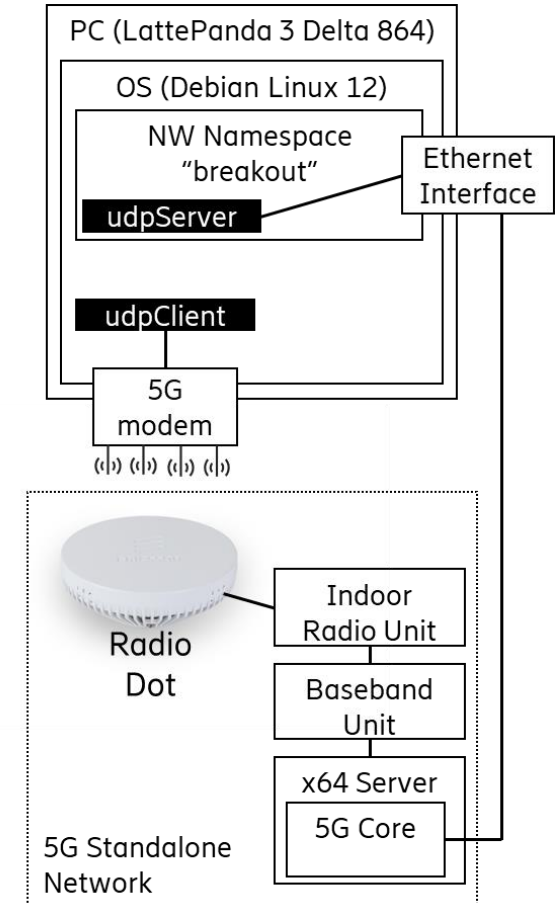 PC (LattePanda 3 Delta 864)
OS (Debian Linux 12)
NW Namespace
“breakout”
Ethernet
Interface
udpServer
udpClient
5G
modem
Radio
Dot
Indoor
Radio Unit
Baseband
Unit
x64 Server
5G Core
5G Standalone
Network